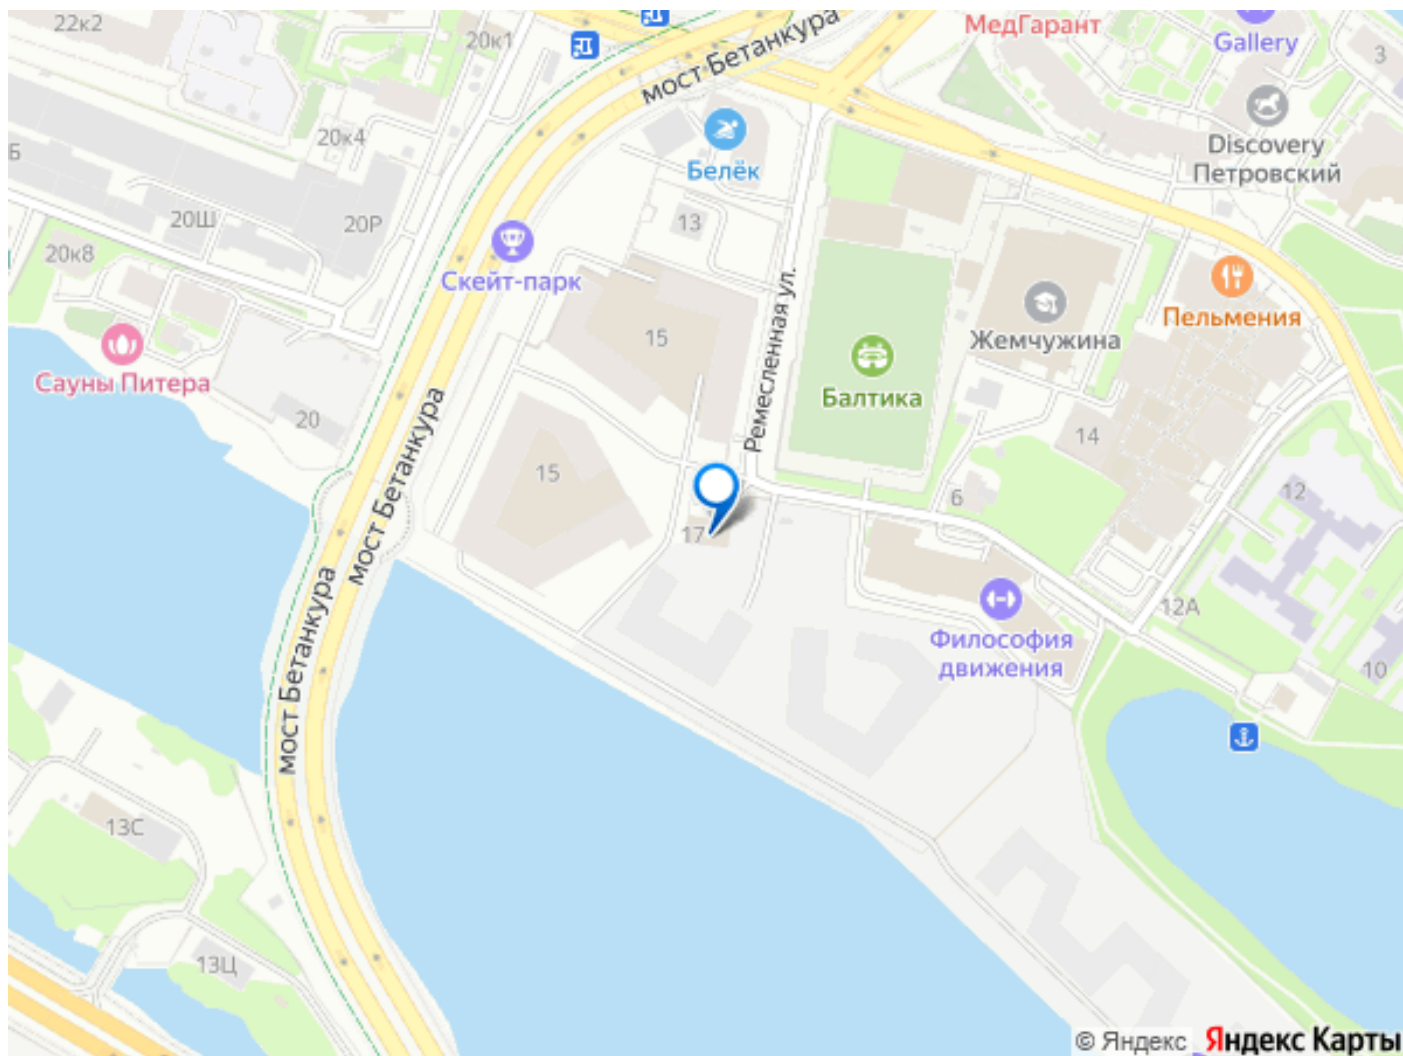 22к2
20к1
мост Бетанкура
МедГарант
Gallery
3
20к4
Белёк
Discovery
Петровский
Б
20Ш
20Р
13
20к8
Скейт-парк
Ремесленная ул.
Пельмения
Жемчужина
15
Сауны Питера
Балтика
20
мост Бетанкура
14
15
12
6
17
мост Бетанкура
12А
Философия
движения
10
13С
13Ц
© Яндекс Яндекс Карты